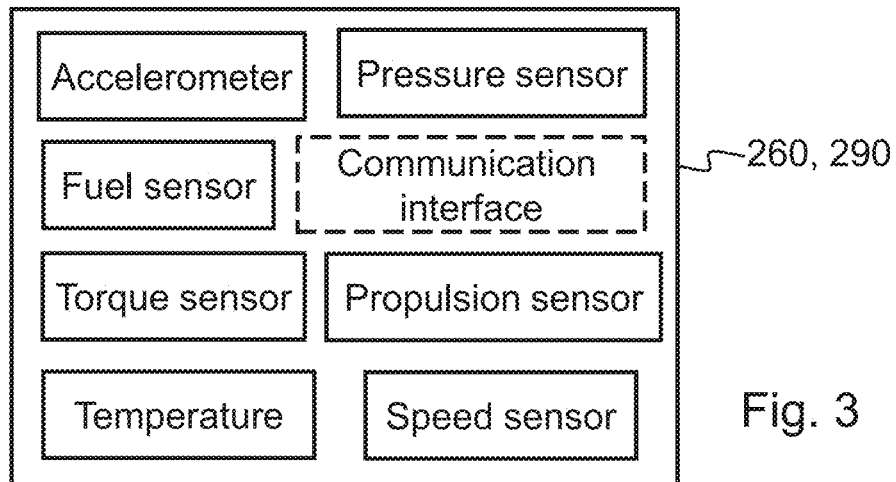 Accelerometer
Pressure sensor
Fuel sensor
Communication
interface
260, 290
Torque sensor
Propulsion sensor
Temperature
Speed sensor
Fig. 3